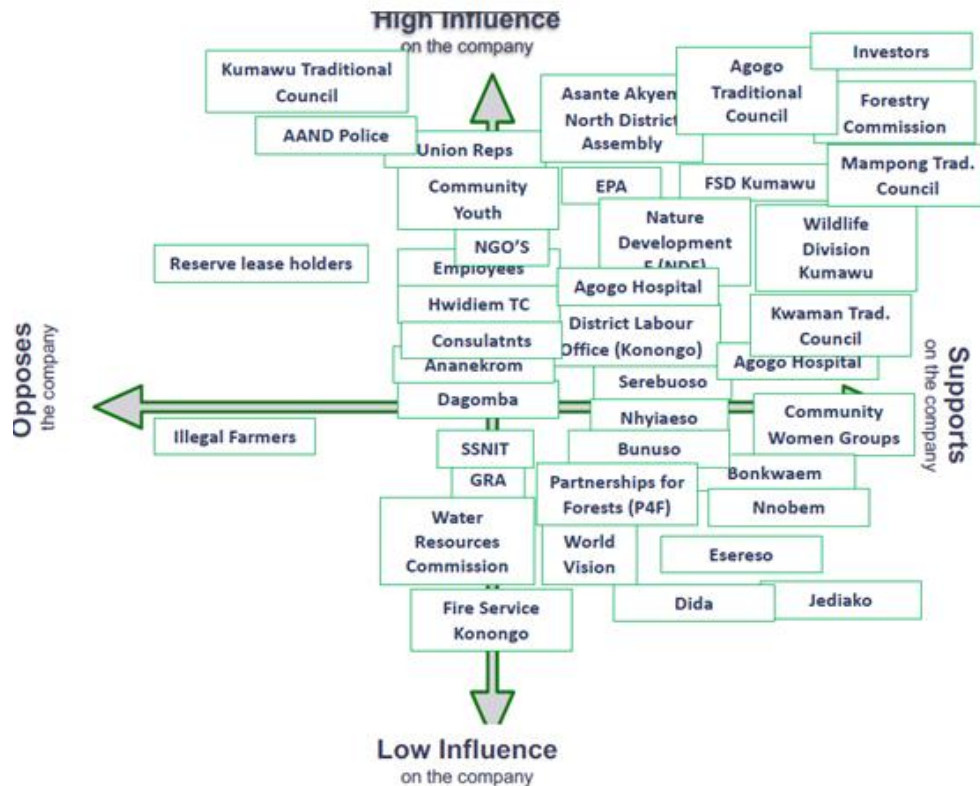 High Influence
on the company
Kumawu Traditional
Council
AAND Police
Union Reps
Community
Youth
NGO'S
Employees
Reserve lease holders
Hwidiem TC
Consulatnts
Ananekrom
Dagomba
Asante Akyem
North District
Assembly
Agogo
Traditional
Council
Investors
Forestry
Commission
Mampong Trad.
Council
EPA
FSD Kumawu
Nature
Development
F (NDF)
Wildlife
Division
Kumawu
Agogo Hospital
District Labour
Office (Konongo)
Kwaman Trad.
Council
Agogo Hospital
Serebuoso
Opposes
the company
Supports
on the company
Illegal Farmers
Nhyiaeso
Community
Women Groups
SSNIT
Bunuso
GRA
Bonkwaem
Partnerships for
Forests (P4F)
Nnobem
Water
Resources
Commission
World
Vision
Esereso
Fire Service
Konongo
Dida
Jediako
Low Influence
on the company